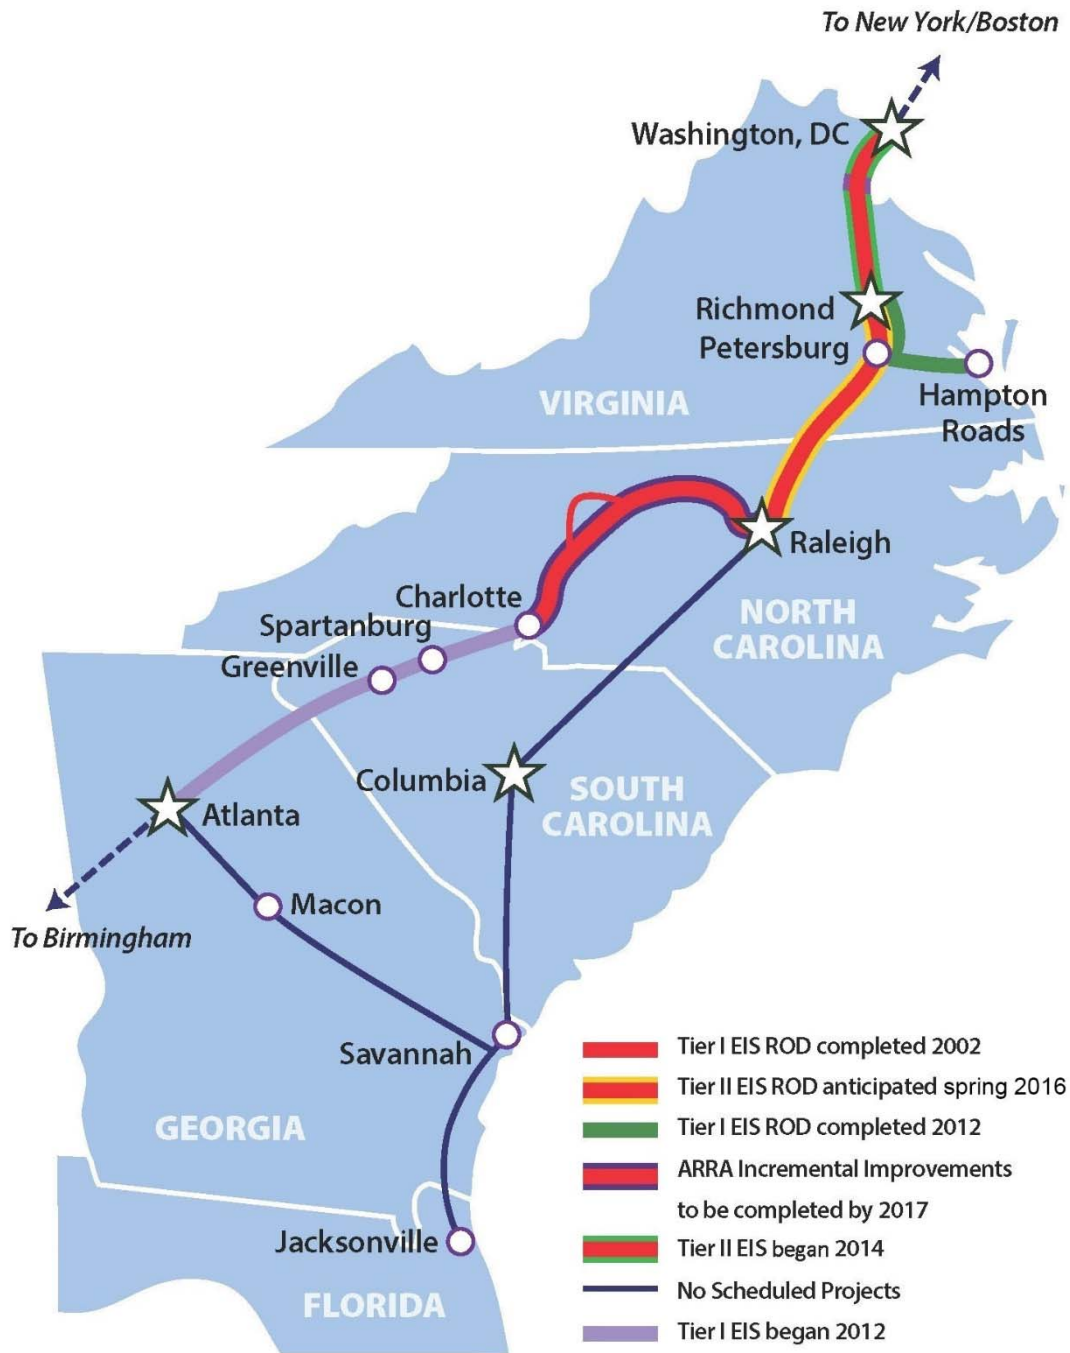 To New York/Boston
Washington, DC
Richmond
Petersburg
Hampton
Roads
VIRGINIA
Raleigh
Charlotte
Spartanburg
Greenville
NORTH
CAROLINA
Columbia
SOUTH
CAROLINA
Atlanta
Macon
To Birmingham
Savannah
GEORGIA
Jacksonville
FLORIDA
Tier I EIS ROD completed 2002
Tier II EIS ROD anticipated spring 2016
Tier I EIS ROD completed 2012
ARRA Incremental Improvements
to be completed by 2017
Tier II EIS began 2014
No Scheduled Projects
Tier I EIS began 2012